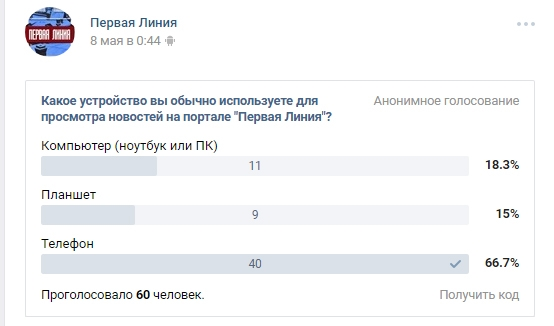 Первая Линия
8 мая в 0:44
ПЕРВАЯ ЛИНИЯ
Какое устройство вы обычно используете для просмотра новостей на портале "Первая Линия"?
Анонимное голосование
Компьютер (ноутбук или ПК)
11 18.3%
Планшет
9 15%
Телефон
40 66.7%
Проголосовало 60 человек. Получить код